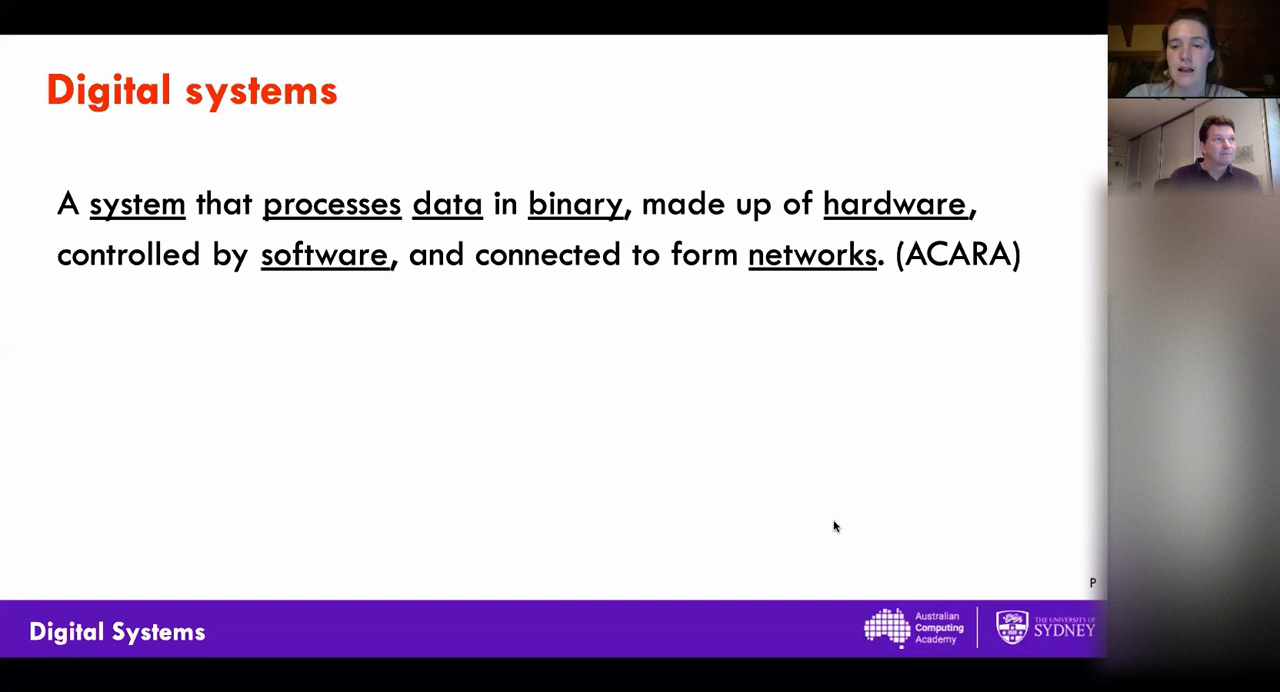 Digital systems
A system that processes data in binary, made up of hardware,
controlled by software, and connected to form networks. (ACARA)
P
Digital Systems
Australian
Computing
Academy
THE UNIVERSITY OF
SYDNEY